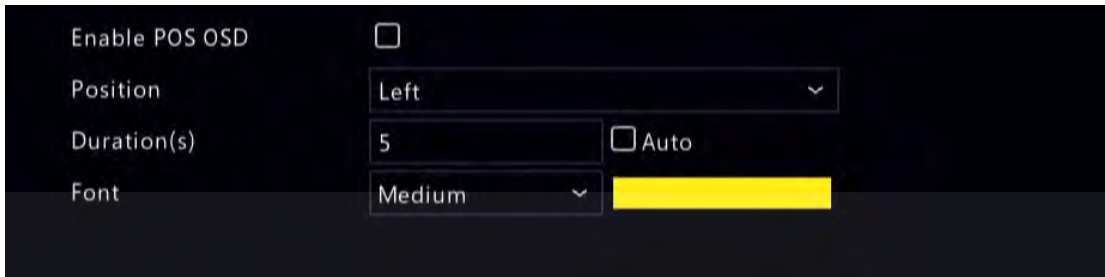 Enable POS OSD
Position Left
Duration(s) 5 Auto
Font Medium